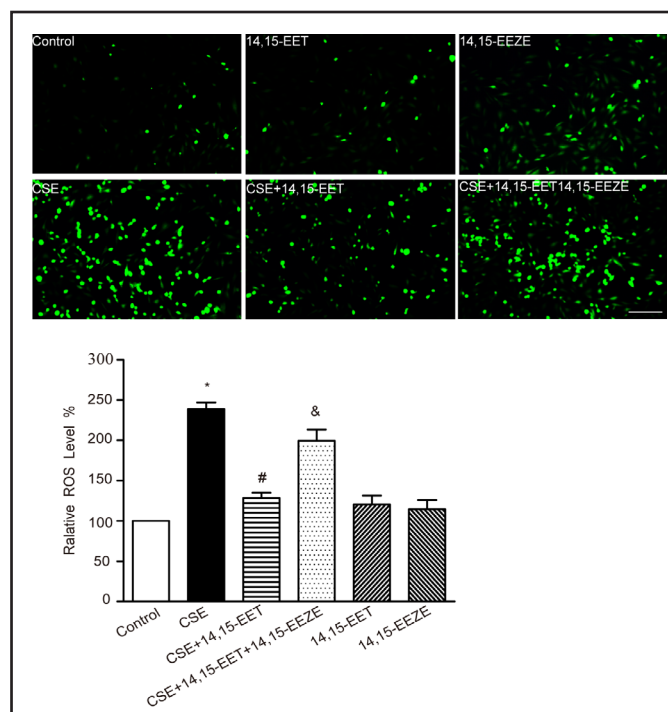 Control
14,15-EET
14,15-EEZE
CSE
CSE+14,15-EET
CSE+14,15-EET14,15-EEZE
Ralative ROS Level %
300
250
200
150
100
50
0
*
#
&
Control
CSE
CSE+14,15-EET
CSE+14,15-EET+14,15-EEZE
14,15-EET
14,15-EEZE